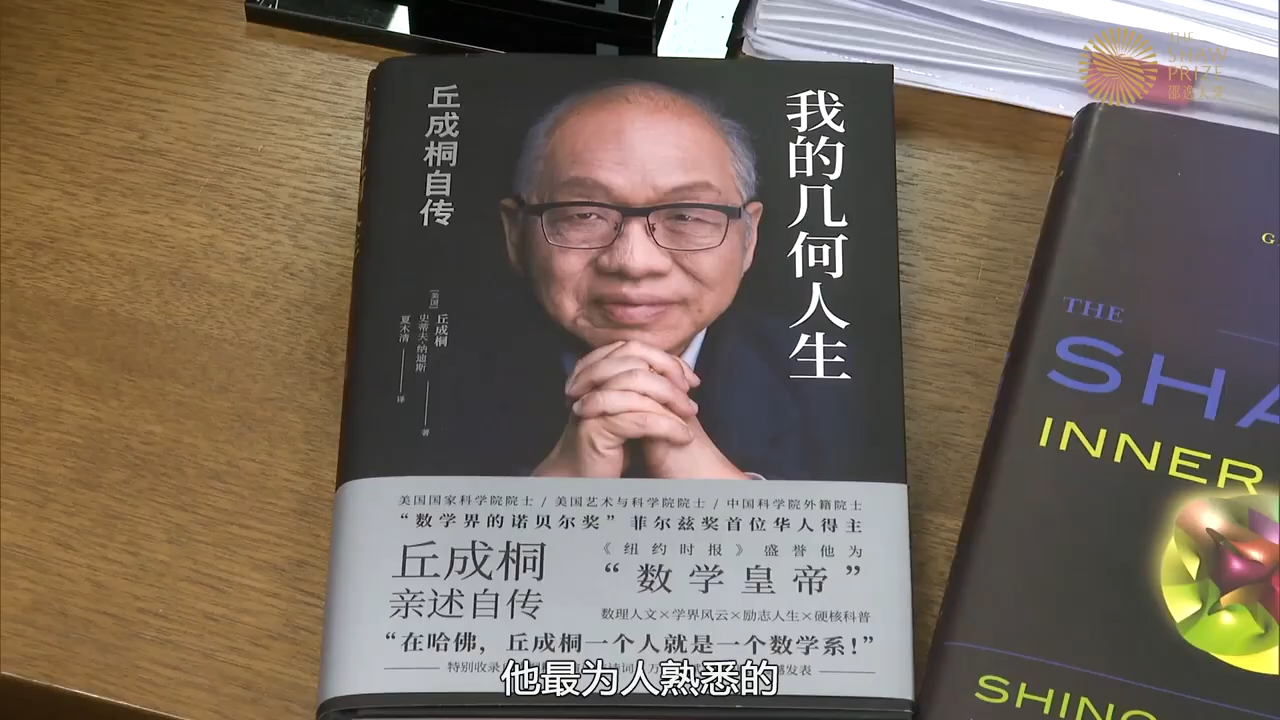 THE
SHAW
PRIZE
丘成桐自传
我的几何人生
[美国] 丘成桐
史蒂夫·纳迪斯
著
夏木清
译
美国国家科学院院士 / 美国艺术与科学院院士 / 中国科学院外籍院士
“数学界的诺贝尔奖”菲尔兹奖首位华人得主
丘成桐
亲述自传
《纽约时报》盛誉他为
“数学皇帝”
数理人文×学界风云×励志人生×硬核科普
“在哈佛，丘成桐一个人就是一个数学系！”
特别收录
发表
他最为人熟悉的
G
THE
SHA
INNER
SHING